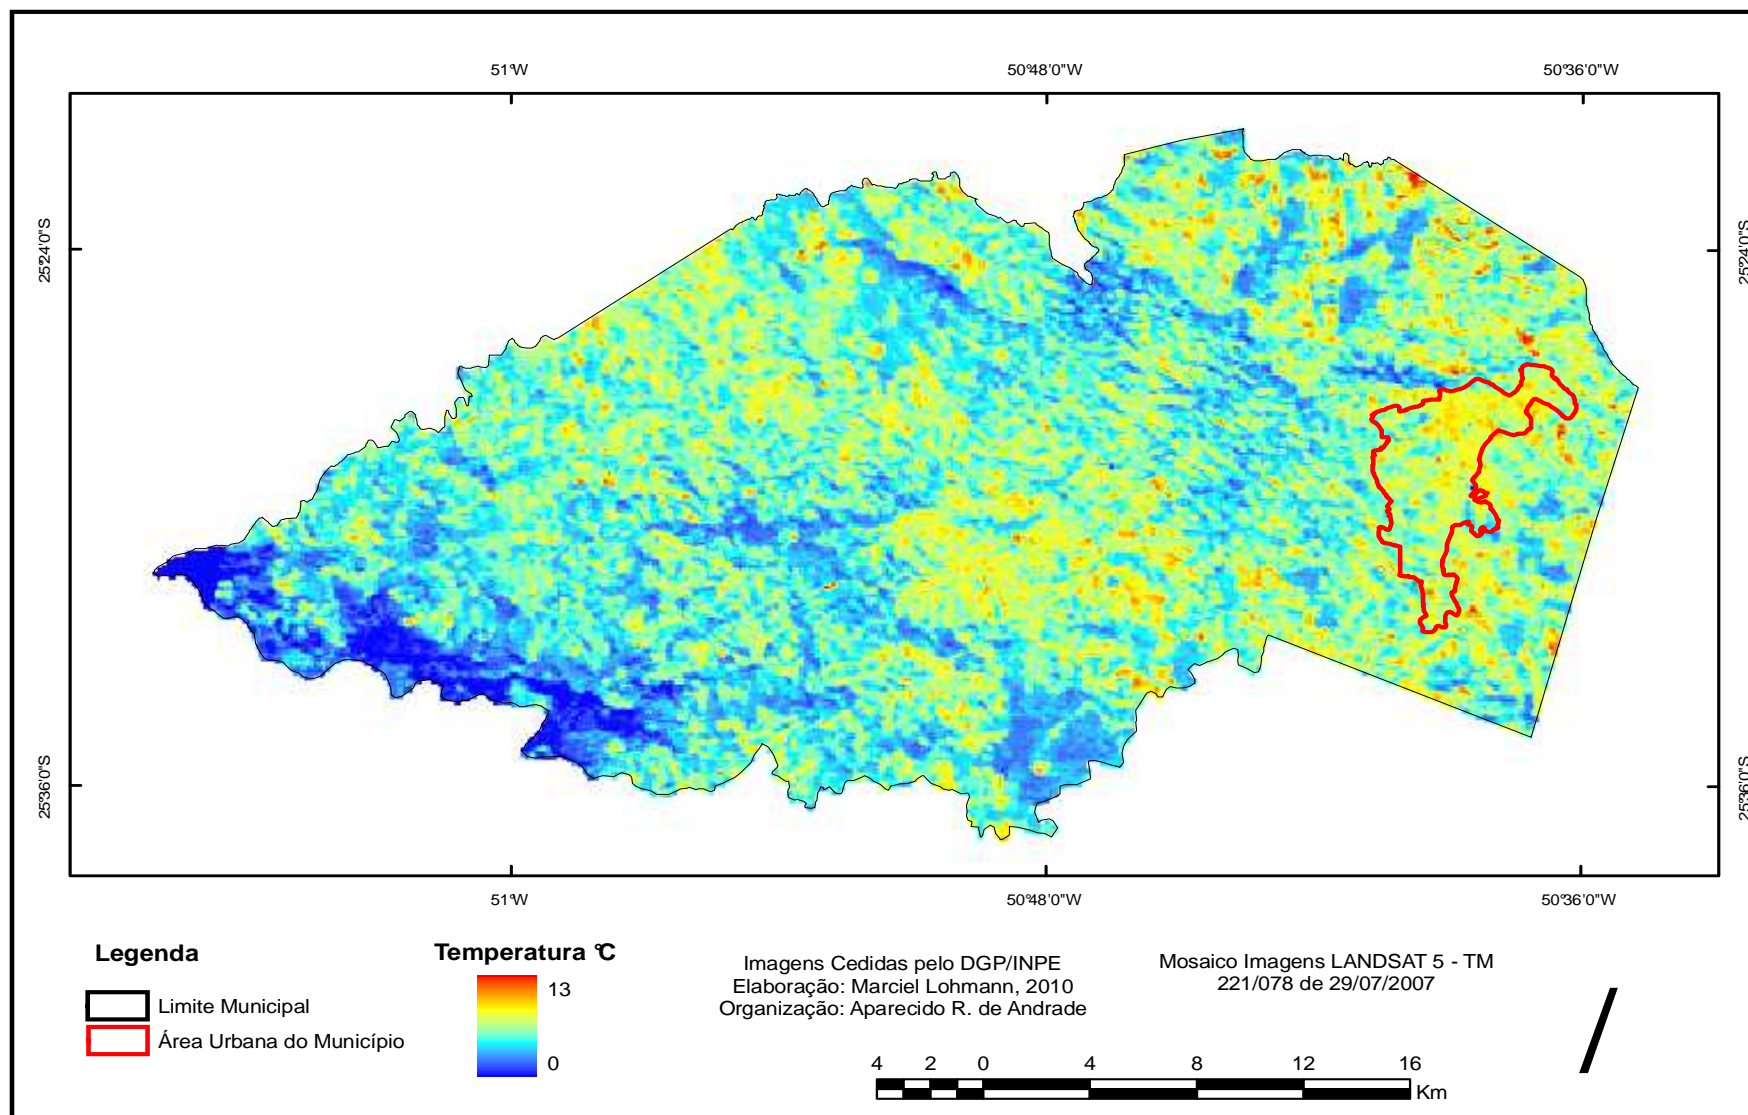 51°W
50°48'0"W
50°36'0"W
25°24'0"S
25°24'0"S
25°36'0"S
25°36'0"S
51°W
50°48'0"W
50°36'0"W
Legenda
Limite Municipal
Área Urbana do Município
Temperatura °C
13
0
Imagens Cedidas pelo DGP/INPE
Elaboração: Marciel Lohmann, 2010
Organização: Aparecido R. de Andrade
Mosaico Imagens LANDSAT 5 - TM
221/078 de 29/07/2007
4 2 0 4 8 12 16
Km